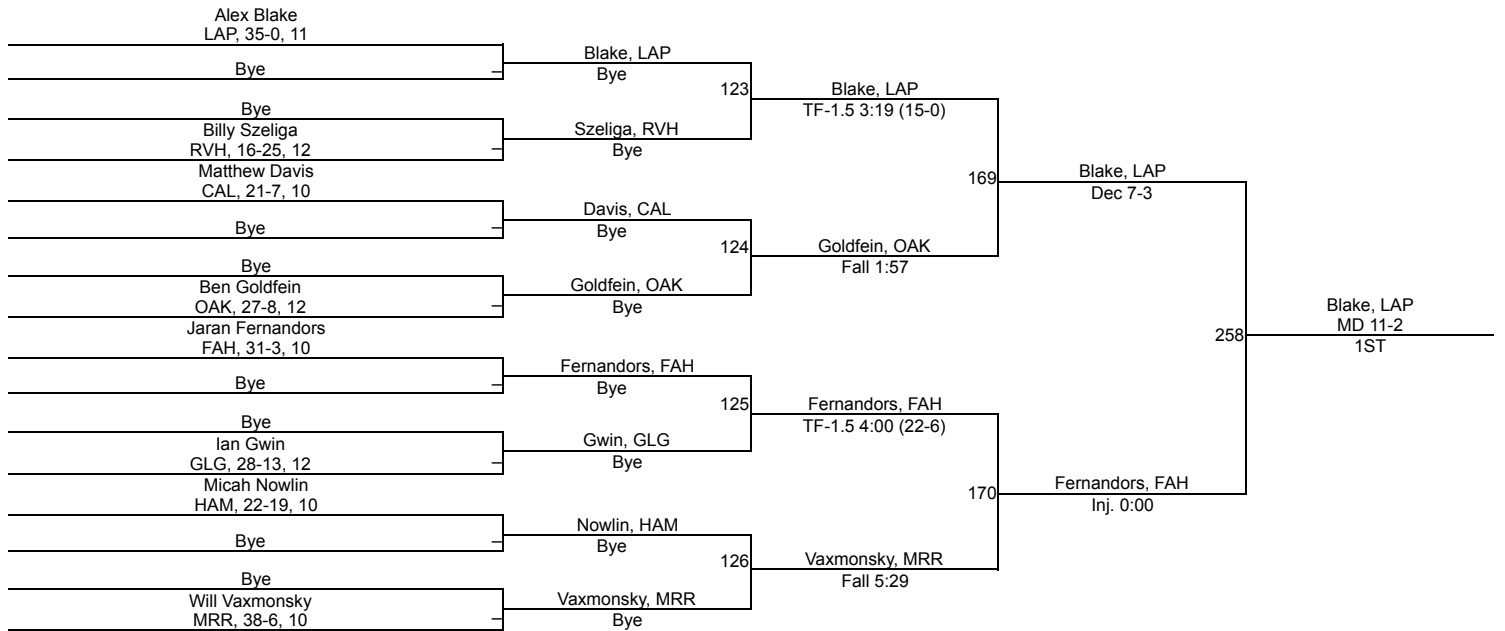 Alex Blake
LAP, 35-0, 11
Bye
Bye
Billy Szeliga
RVH, 16-25, 12
Matthew Davis
CAL, 21-7, 10
Bye
Bye
Ben Goldfein
OAK, 27-8, 12
Jaran Fernandors
FAH, 31-3, 10
Bye
Bye
Ian Gwin
GLG, 28-13, 12
Micah Nowlin
HAM, 22-19, 10
Bye
Bye
Will Vaxmonsky
MRR, 38-6, 10
Blake, LAP
Bye
Szeliga, RVH
Bye
Davis, CAL
Bye
Goldfein, OAK
Bye
Fernandors, FAH
Bye
Gwin, GLG
Bye
Nowlin, HAM
Bye
Vaxmonsky, MRR
Bye
123
124
125
126
Blake, LAP
TF-1.5 3:19 (15-0)
Goldfein, OAK
Fall 1:57
Fernandors, FAH
TF-1.5 4:00 (22-6)
Vaxmonsky, MRR
Fall 5:29
169
170
Blake, LAP
Dec 7-3
Fernandors, FAH
Inj. 0:00
258
Blake, LAP
MD 11-2
1ST